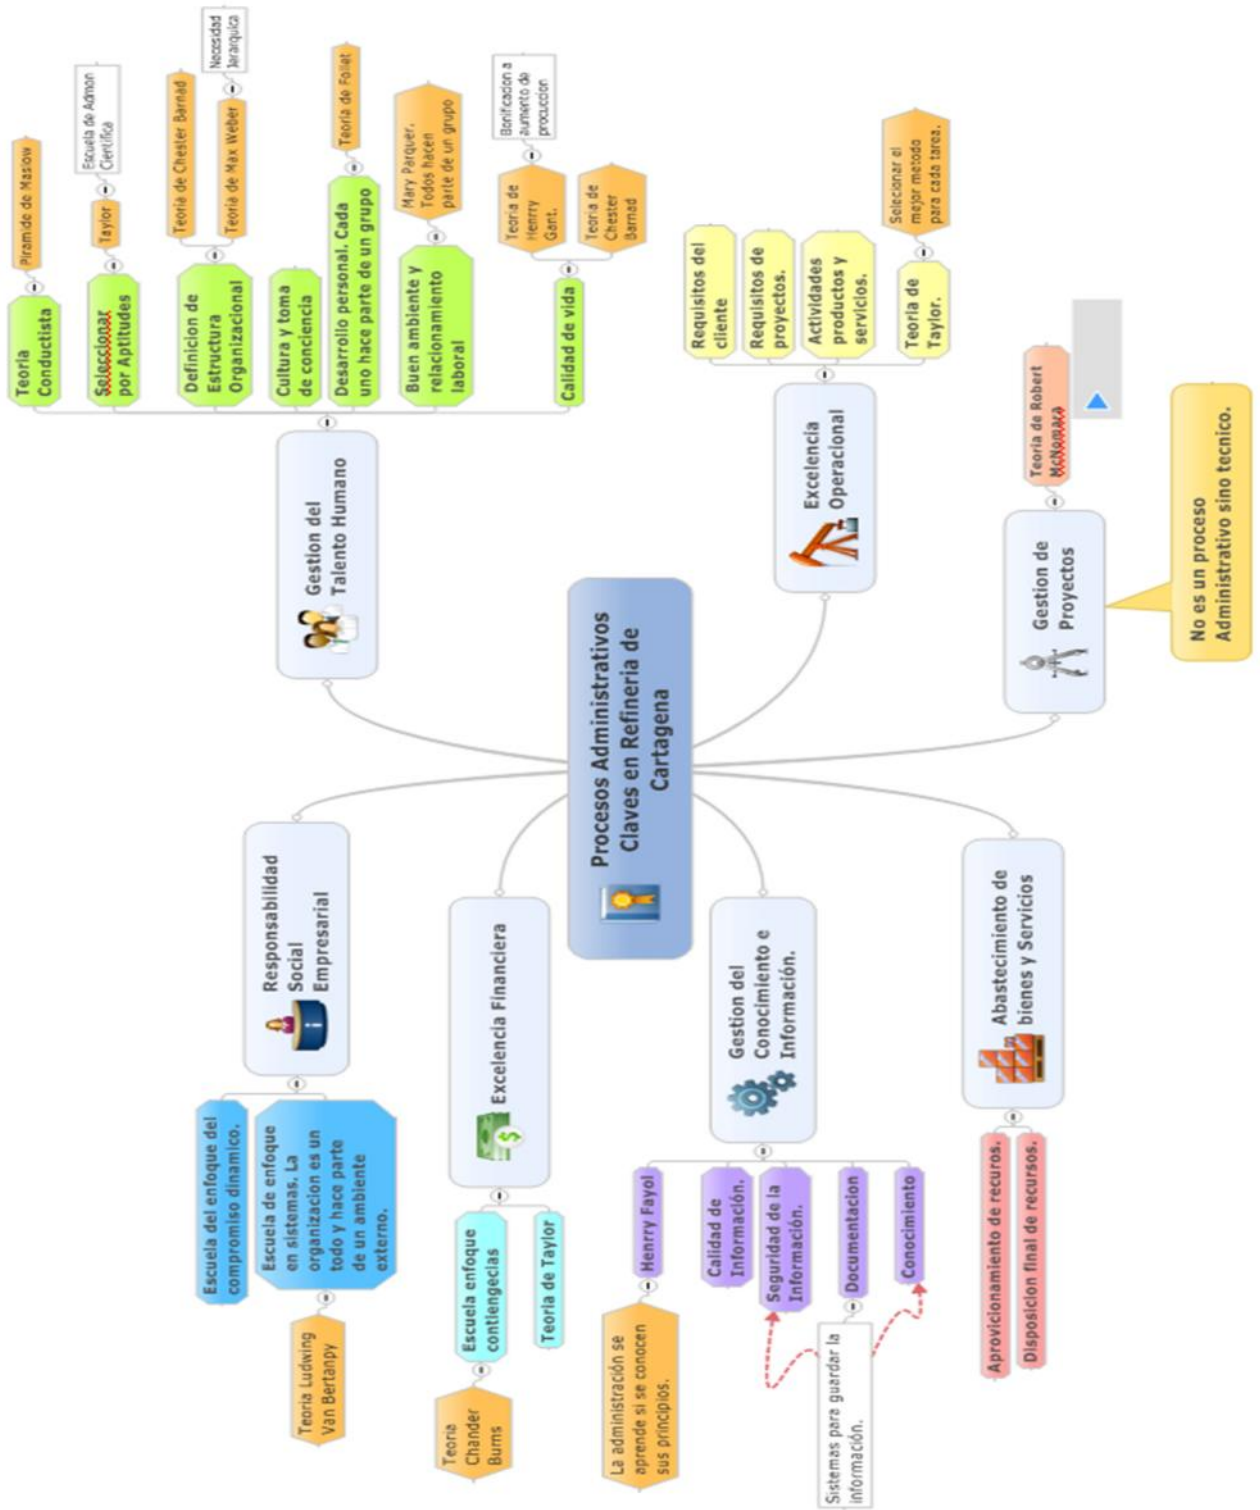 Procesos Administrativos
Claves en Refineria de
Cartagena
Gestion del
Talento Humano
Teoria
Conductista
Piramide de Maslow
Seleccionar
por Aptitudes
Taylor
Escuela de Admon
Cientifica
Definicion de
Estructura
Organizacional
Teoria de Chester Barnad
Teoria de Max Weber
Necesidad
Jerarquica
Cultura y toma
de conciencia
Desarrollo personal. Cada
uno hace parte de un grupo
Teoria de Follet
Buen ambiente y
relacionamiento
laboral
Mary Parquer.
Todos hacen
parte de un grupo
Calidad de vida
Teoria de
Henrry
Gant.
Bonificacion a
aumento de
produccion
Teoria de
Chester
Barnad
Excelencia
Operacional
Requisitos del
cliente
Requisitos de
proyectos.
Actividades
productos y
servicios.
Teoria de
Taylor.
Selecionar el
mejor metodo
para cada tarea.
Gestion de
Proyectos
Teoria de Robert
McNemara
No es un proceso
Administrativo sino tecnico.
Responsabilidad
Social
Empresarial
Escuela del enfoque del
compromiso dinamico.
Escuela de enfoque
en sistemas. La
organizacion es un
todo y hace parte
de un ambiente
externo.
Teoria Ludwing
Van Bertanpy
Excelencia Financiera
Escuela enfoque
contiengecias
Teoria
Chander
Burns
Teoria de Taylor
Gestion del
Conocimiento e
Información.
Henrry Fayol
La administración se
aprende si se conocen
sus principios.
Calidad de
Información.
Seguridad de la
Información.
Documentacion
Sistemas para guardar la
información.
Conocimiento
Abastecimiento de
bienes y Servicios
Aprovicionamiento de recuros.
Disposicion final de recursos.